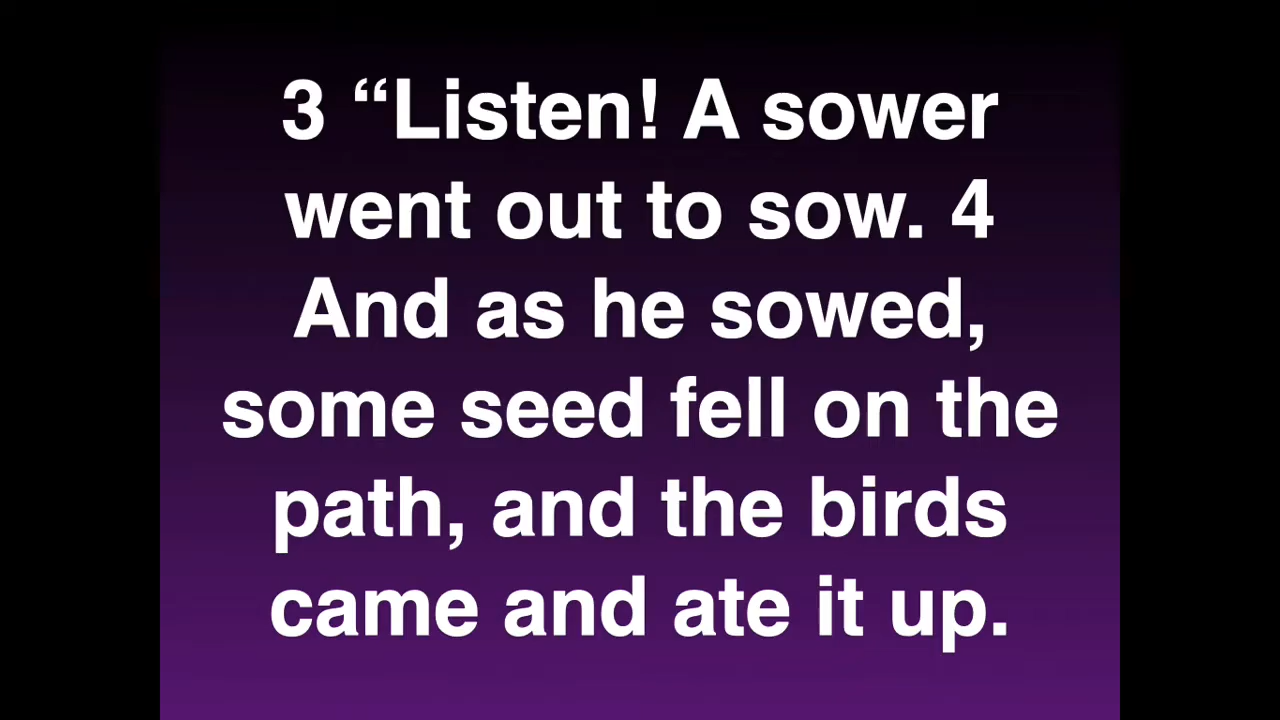 3 “Listen! A sower
went out to sow. 4
And as he sowed,
some seed fell on the
path, and the birds
came and ate it up.